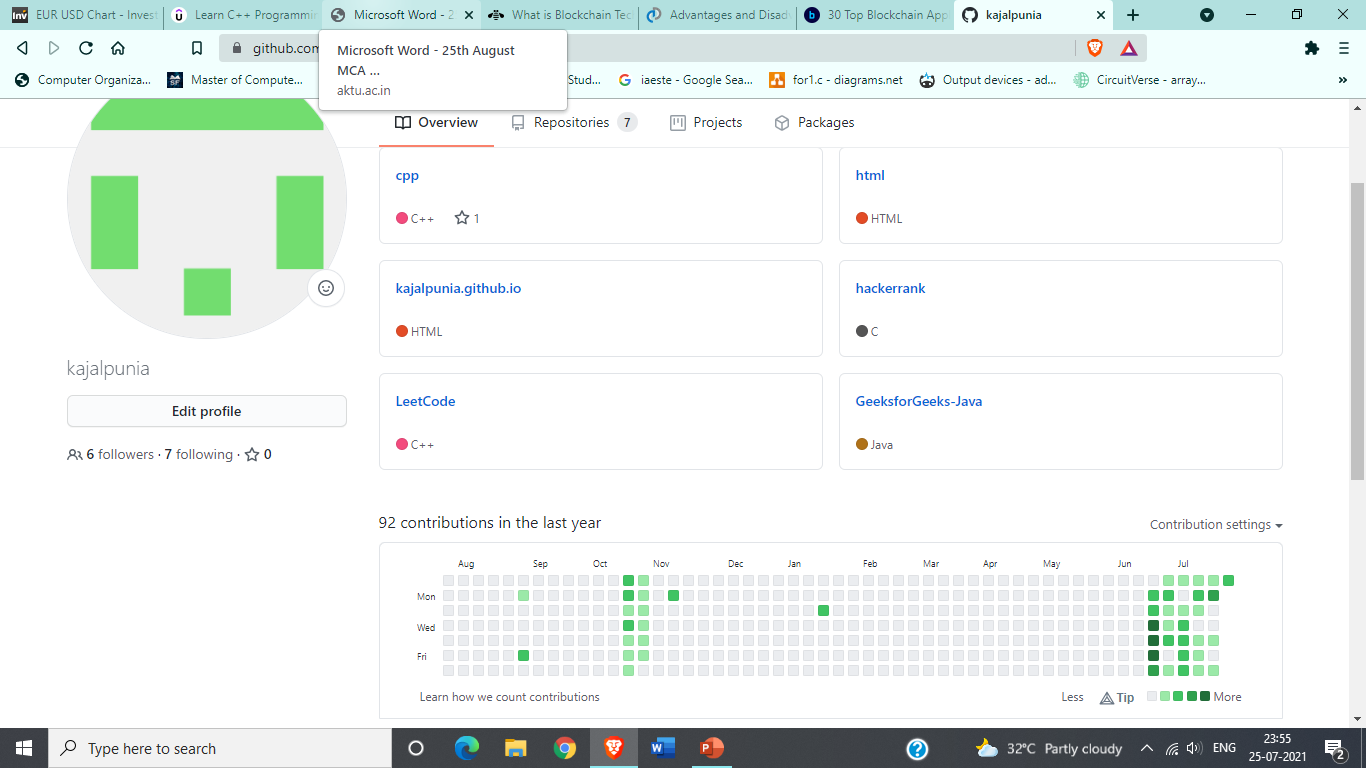 EUR USD Chart - Invest
Learn C++ Programmin
Microsoft Word - 2
What is Blockchain Tec
Advantages and Disadv
30 Top Blockchain App
kajalpunia
github.com
Microsoft Word - 25th August
MCA ...
aktu.ac.in
Computer Organiza...
Master of Compute...
Stud...
iaeste - Google Sea...
for1.c - diagrams.net
Output devices - ad...
CircuitVerse - array...
»
Overview
Repositories 7
Projects
Packages
cpp
C++ 1
html
HTML
kajalpunia.github.io
HTML
hackerrank
C
LeetCode
C++
GeeksforGeeks-Java
Java
kajalpunia
Edit profile
6 followers · 7 following · 0
92 contributions in the last year
Contribution settings
Aug Sep Oct Nov Dec Jan Feb Mar Apr May Jun Jul
Mon
Wed
Fri
Learn how we count contributions
Less Tip More
Type here to search
32°C Partly cloudy
ENG
23:55
25-07-2021
2